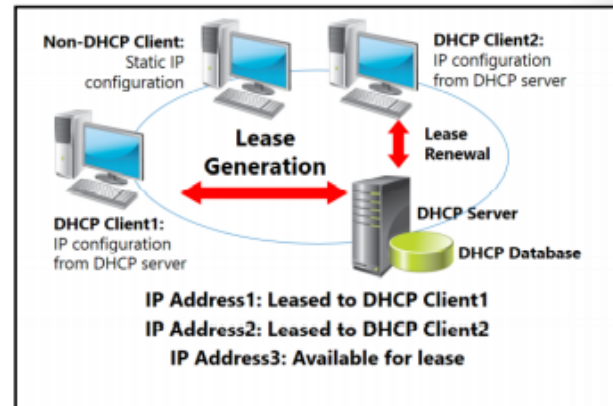 Non-DHCP Client:
Static IP
configuration
DHCP Client2:
IP configuration
from DHCP server
Lease
Generation
Lease
Renewal
DHCP Client1:
IP configuration
from DHCP server
DHCP Server
DHCP Database
IP Address1: Leased to DHCP Client1
IP Address2: Leased to DHCP Client2
IP Address3: Available for lease